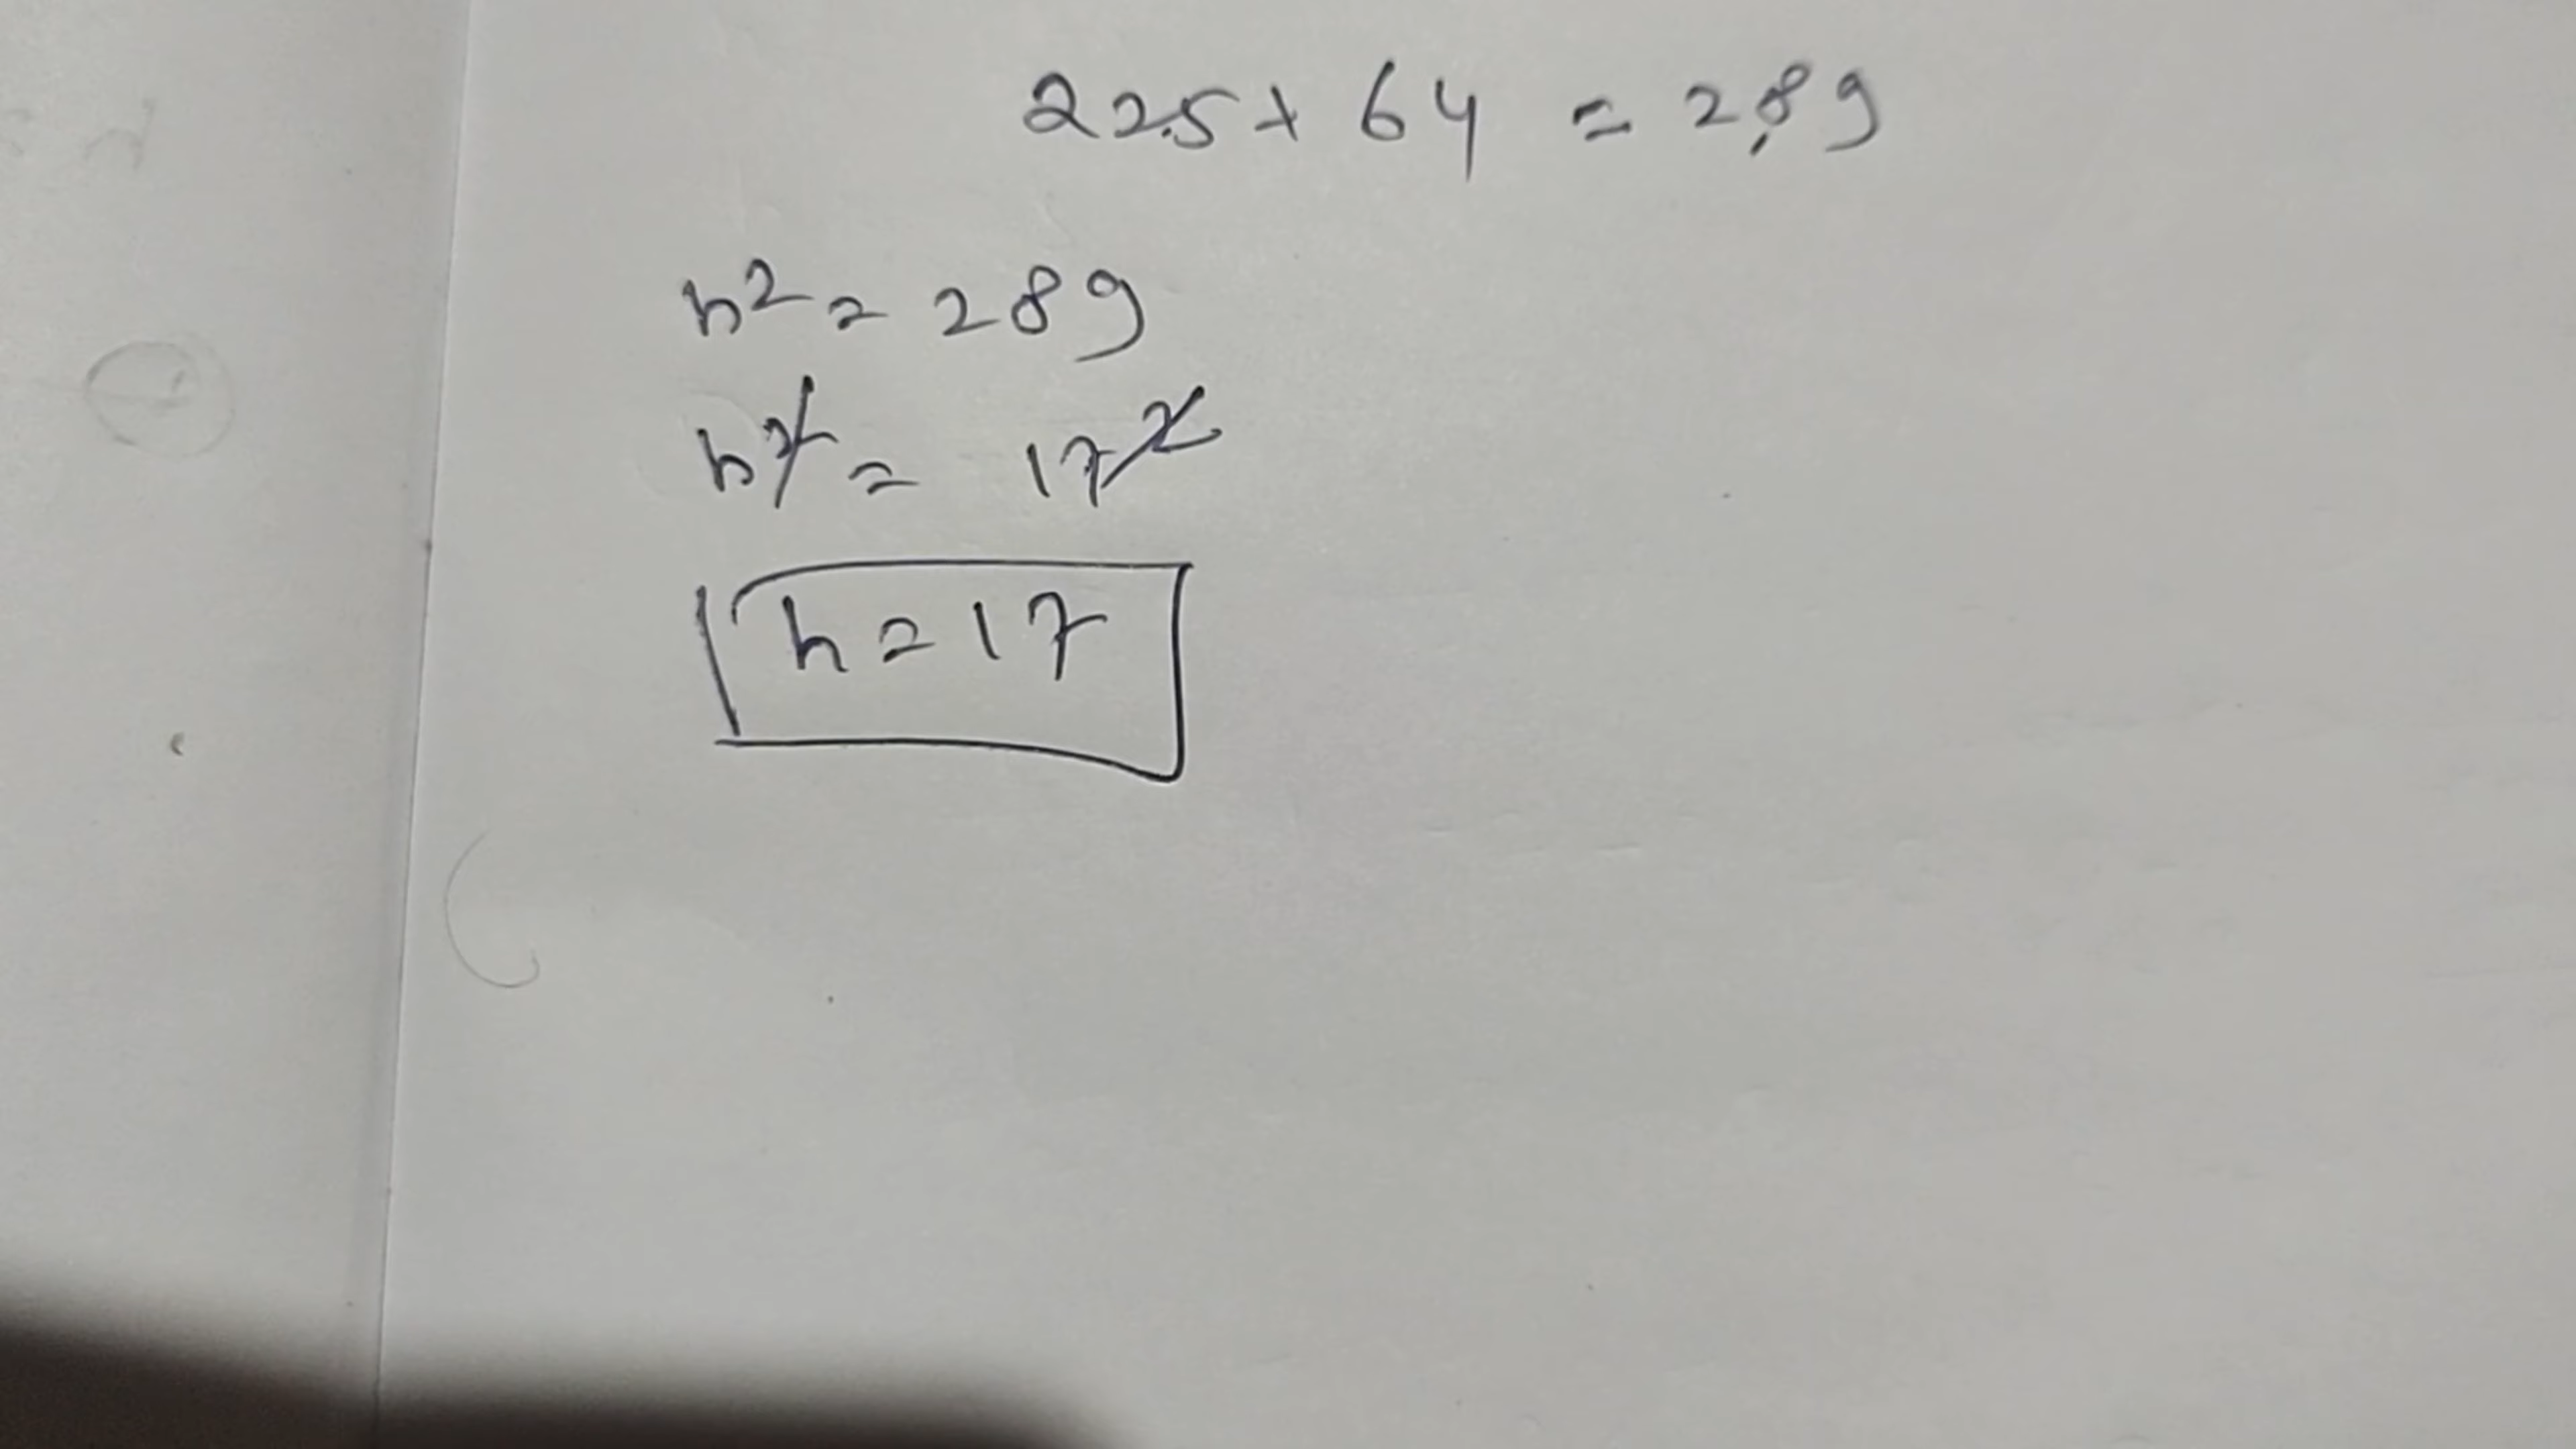 225 + 64 = 289
h² = 289
h² = 17²
h = 17